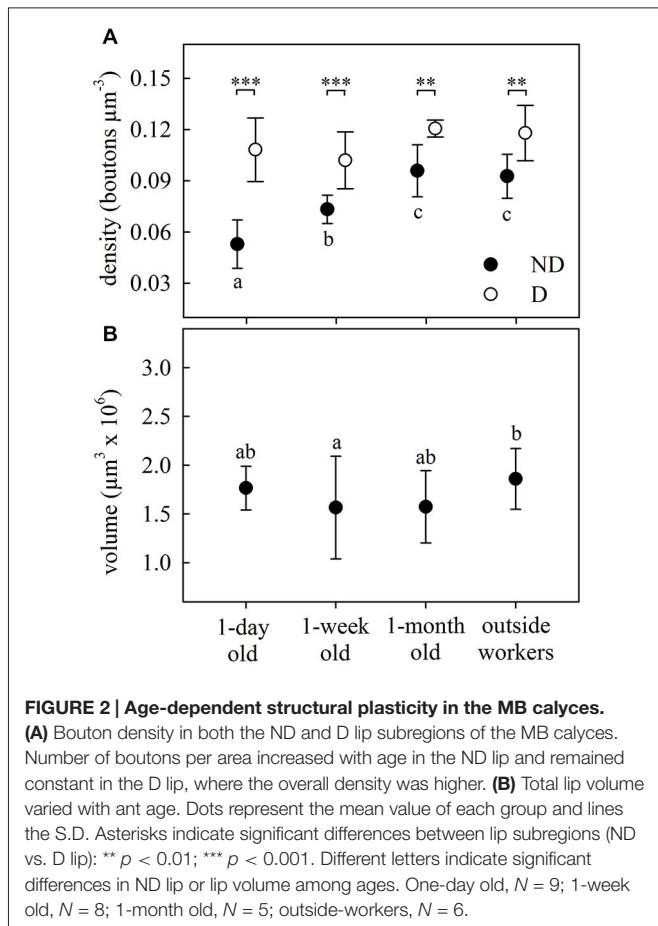 A
0.15
0.12
0.09
0.06
0.03
density (boutons µm⁻³)
*** *** ** **
a
b
c
c
ND
D
B
3.0
2.5
2.0
1.5
1.0
volume (µm³ x 10⁶)
ab
a
ab
b
1-day 1-week 1-month outside
old old old workers
FIGURE 2 | Age-dependent structural plasticity in the MB calyces.
(A) Bouton density in both the ND and D lip subregions of the MB calyces.
Number of boutons per area increased with age in the ND lip and remained
constant in the D lip, where the overall density was higher. (B) Total lip volume
varied with ant age. Dots represent the mean value of each group and lines
the S.D. Asterisks indicate significant differences between lip subregions (ND
vs. D lip): **p < 0.01; ***p < 0.001. Different letters indicate significant
differences in ND lip or lip volume among ages. One-day old, N = 9; 1-week
old, N = 8; 1-month old, N = 5; outside-workers, N = 6.